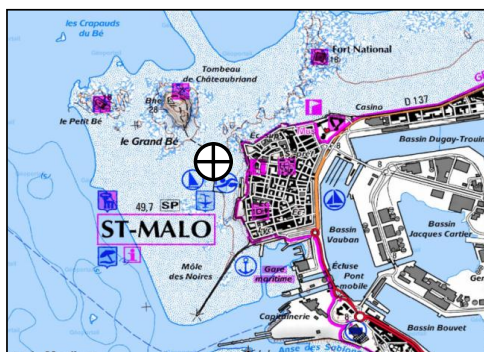 les Crapauds
du Bé
Tombeau
de Châteaubriand
Fort National
le Petit Bé
28
le Grand Bé
Casino
D 137
Bassin Duguay-Trouin
49,7
SP
ST-MALO
Bassin
Vauban
Bassin
Jacques Cartier
Môle
des Noires
Gare
maritime
Écluse
Pont
mobile
Capitainerie
Bassin Bouvet
Anse des Sablons